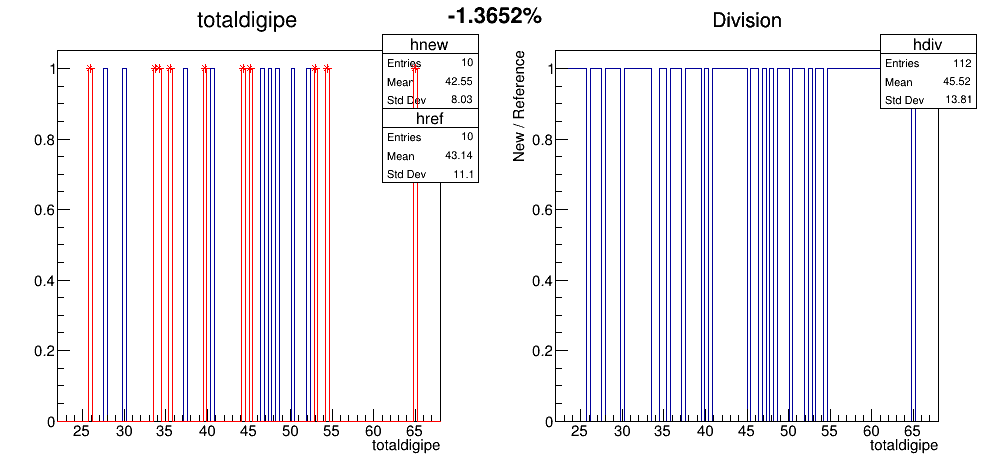 -1.3652%
totaldigipe
hnew
Entries 10
Mean 42.55
Std Dev 8.03
href
Entries 10
Mean 43.14
Std Dev 11.1
1
0.8
0.6
0.4
0.2
0
25 30 35 40 45 50 55 60 65
totaldigipe
Division
hdiv
Entries 112
Mean 45.52
Std Dev 13.81
New / Reference
1
0.8
0.6
0.4
0.2
0
25 30 35 40 45 50 55 60 65
totaldigipe